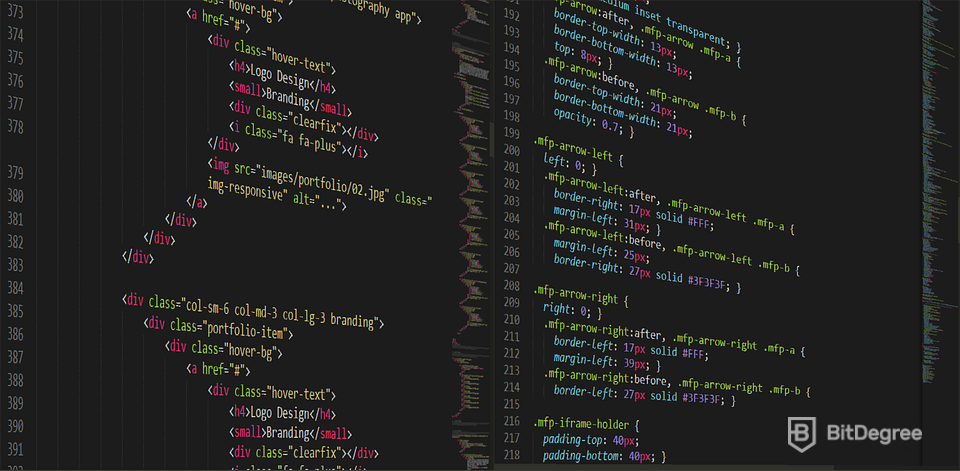 photography app">
class="hover-bg">
<a href="#">
<div class="hover-text">
373 <h4>Logo Design</h4>
374 <small>Branding</small>
375 <div class="clearfix"></div>
376 <i class="fa fa-plus"></i>
377 </div>
378 <img src="images/portfolio/02.jpg" class="
img-responsive" alt="...">
379 </a>
380 </div>
381 </div>
382 </div>
383
384 <div class="col-sm-6 col-md-3 col-lg-3 branding">
385 <div class="portfolio-item">
386 <div class="hover-bg">
387 <a href="#">
388 <div class="hover-text">
389 <h4>Logo Design</h4>
390 <small>Branding</small>
391 <div class="clearfix"></div>
<i class="fa fa-plus"></i>
medium inset transparent; }
.mfp-arrow:after, .mfp-arrow .mfp-a {
191 border-top-width: 13px;
192 border-bottom-width: 13px;
193 top: 8px; }
194 .mfp-arrow:before, .mfp-arrow .mfp-b {
195 border-top-width: 21px;
196 border-bottom-width: 21px;
197 opacity: 0.7; }
198
199 .mfp-arrow-left {
200 left: 0; }
201 .mfp-arrow-left:after, .mfp-arrow-left .mfp-a {
202 border-right: 17px solid #FFF;
203 margin-left: 31px; }
204 .mfp-arrow-left:before, .mfp-arrow-left .mfp-b {
205 margin-left: 25px;
206 border-right: 27px solid #3F3F3F; }
207
208 .mfp-arrow-right {
209 right: 0; }
210 .mfp-arrow-right:after, .mfp-arrow-right .mfp-a {
211 border-left: 17px solid #FFF;
212 margin-left: 39px; }
213 .mfp-arrow-right:before, .mfp-arrow-right .mfp-b {
214 border-left: 27px solid #3F3F3F; }
215
216 .mfp-iframe-holder {
217 padding-top: 40px;
218 padding-bottom: 40px; }
BitDegree